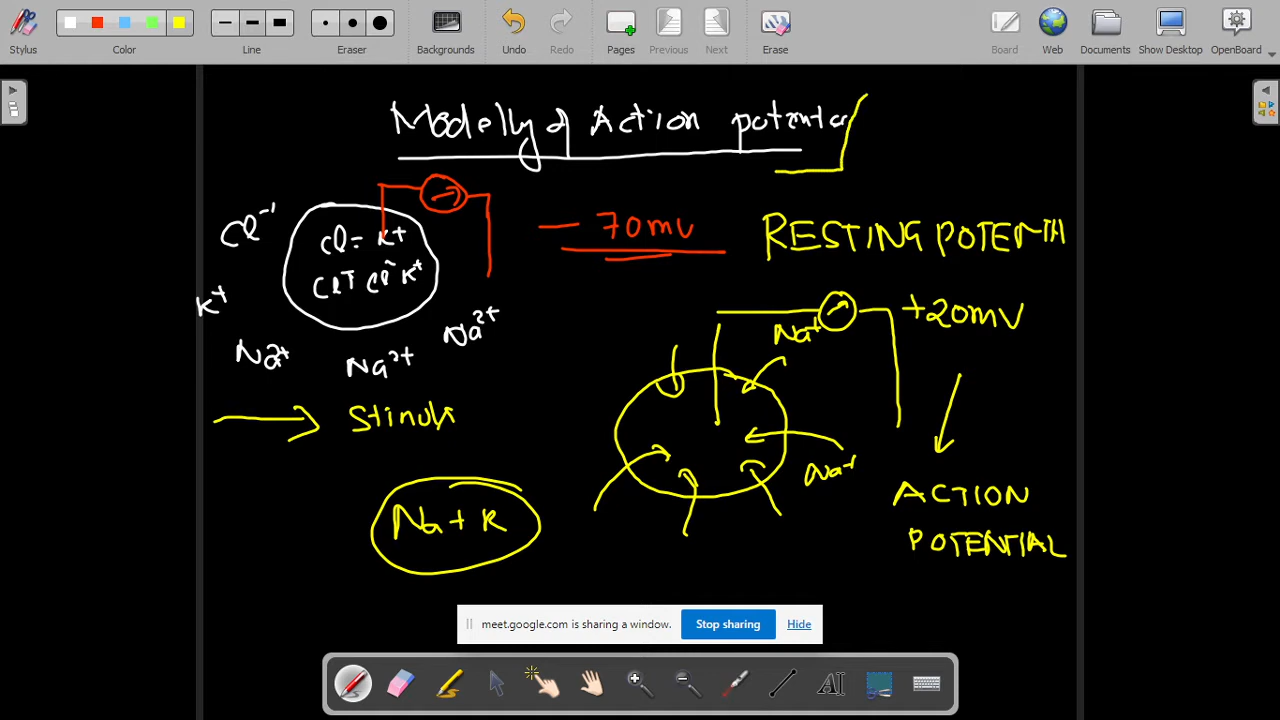 Stylus Color Line Eraser Backgrounds Undo Redo Pages Previous Next Erase Board Web Documents Show Desktop OpenBoard
Modelly of Action potential
Cl-1
Cl- K+
Cl- Cl- K+
K+
Na2+
Na2+
Na2+
- 70mv
RESTING POTENTI
+20mV
Na+
Na+
Stimuli
Na+ K
ACTION
POTENTIAL
meet.google.com is sharing a window. Stop sharing Hide
AI